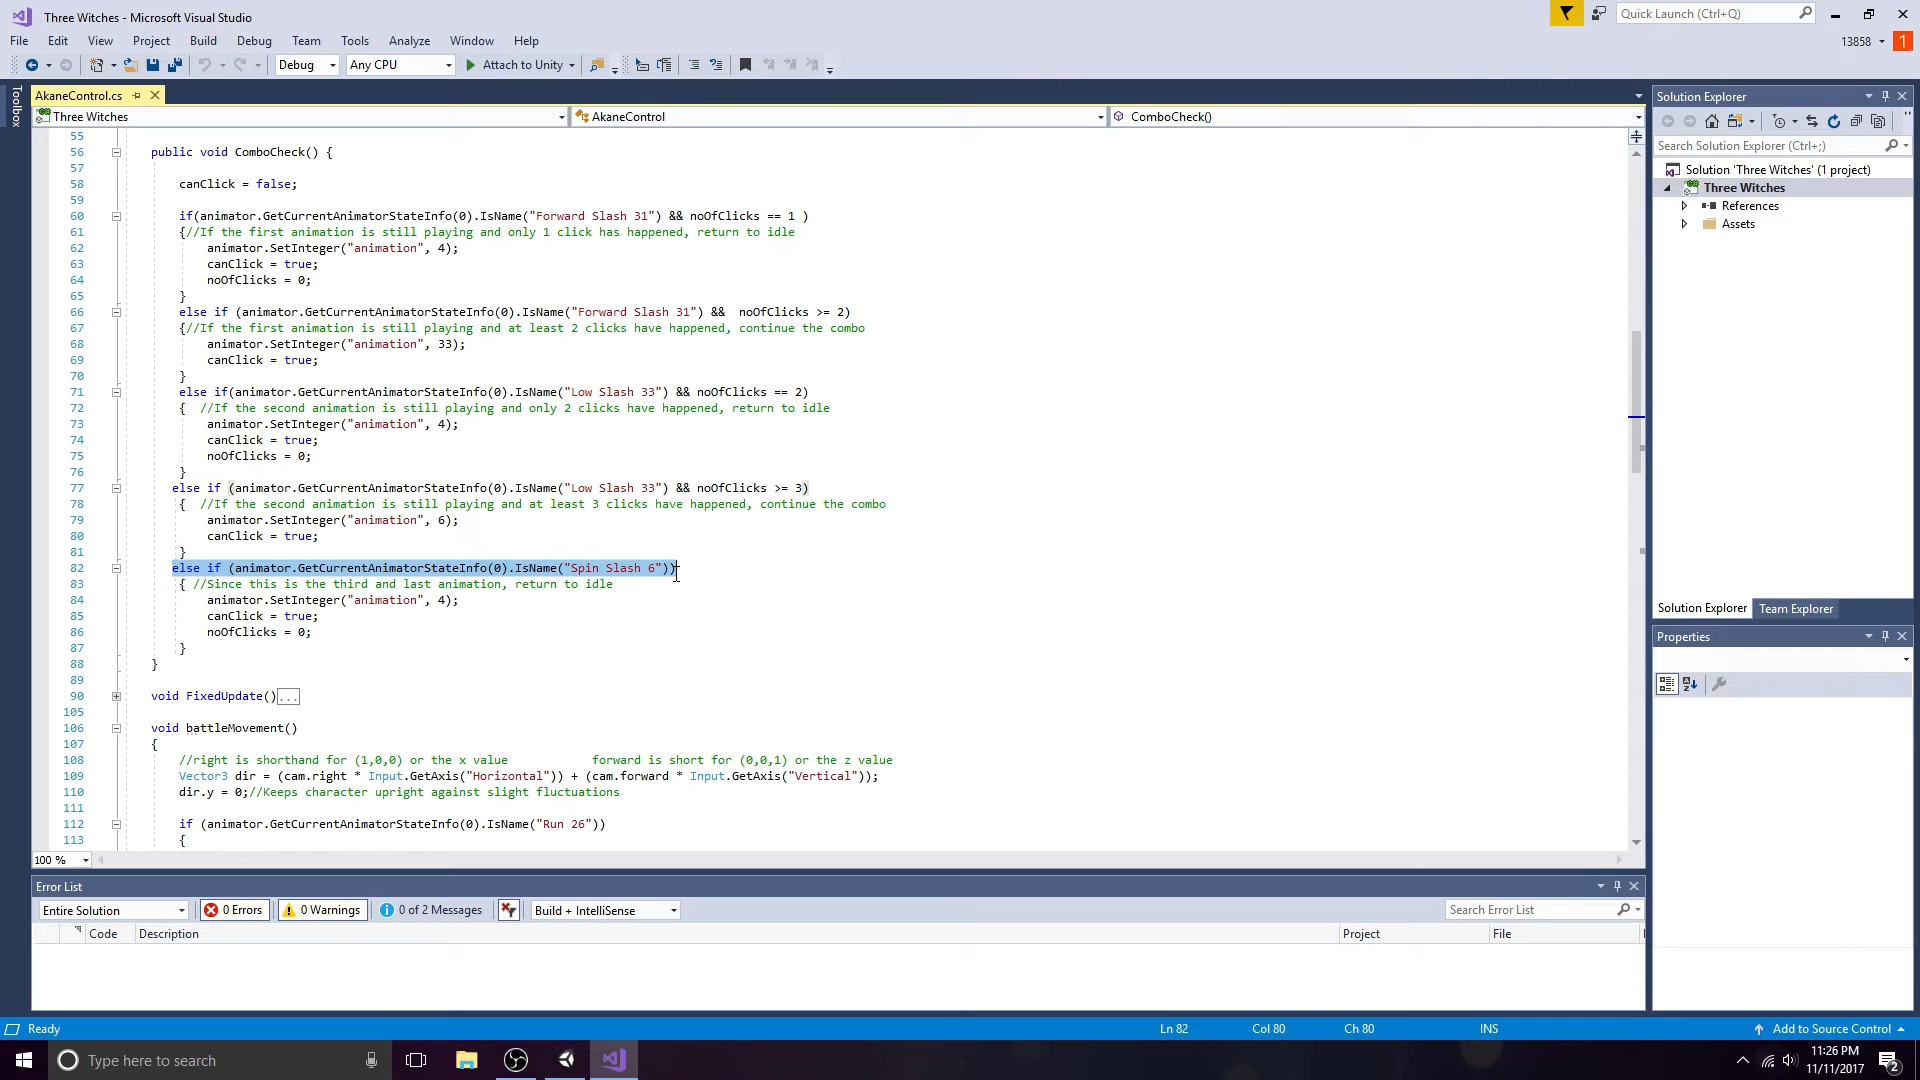 Three Witches - Microsoft Visual Studio
Quick Launch (Ctrl+Q)
File Edit View Project Build Debug Team Tools Analyze Window Help
13858 1
Debug Any CPU Attach to Unity
Toolbox
AkaneControl.cs
Three Witches AkaneControl ComboCheck()
55
56 public void ComboCheck() {
57
58 canClick = false;
59
60 if(animator.GetCurrentAnimatorStateInfo(0).IsName("Forward Slash 31") && noOfClicks == 1 )
61 {//If the first animation is still playing and only 1 click has happened, return to idle
62 animator.SetInteger("animation", 4);
63 canClick = true;
64 noOfClicks = 0;
65 }
66 else if (animator.GetCurrentAnimatorStateInfo(0).IsName("Forward Slash 31") && noOfClicks >= 2)
67 {//If the first animation is still playing and at least 2 clicks have happened, continue the combo
68 animator.SetInteger("animation", 33);
69 canClick = true;
70 }
71 else if(animator.GetCurrentAnimatorStateInfo(0).IsName("Low Slash 33") && noOfClicks == 2)
72 { //If the second animation is still playing and only 2 clicks have happened, return to idle
73 animator.SetInteger("animation", 4);
74 canClick = true;
75 noOfClicks = 0;
76 }
77 else if (animator.GetCurrentAnimatorStateInfo(0).IsName("Low Slash 33") && noOfClicks >= 3)
78 { //If the second animation is still playing and at least 3 clicks have happened, continue the combo
79 animator.SetInteger("animation", 6);
80 canClick = true;
81 }
82 else if (animator.GetCurrentAnimatorStateInfo(0).IsName("Spin Slash 6"))
83 { //Since this is the third and last animation, return to idle
84 animator.SetInteger("animation", 4);
85 canClick = true;
86 noOfClicks = 0;
87 }
88 }
89
90 void FixedUpdate()...
105
106 void battleMovement()
107 {
108 //right is shorthand for (1,0,0) or the x value forward is short for (0,0,1) or the z value
109 Vector3 dir = (cam.right * Input.GetAxis("Horizontal")) + (cam.forward * Input.GetAxis("Vertical"));
110 dir.y = 0;//Keeps character upright against slight fluctuations
111
112 if (animator.GetCurrentAnimatorStateInfo(0).IsName("Run 26"))
113 {
100 %
Solution Explorer
Search Solution Explorer (Ctrl+;)
Solution 'Three Witches' (1 project)
Three Witches
References
Assets
Solution Explorer Team Explorer
Properties
Error List
Entire Solution 0 Errors 0 Warnings 0 of 2 Messages Build + IntelliSense Search Error List
Code Description Project File
Ready Ln 82 Col 80 Ch 80 INS Add to Source Control
Type here to search
11:26 PM
11/11/2017
2